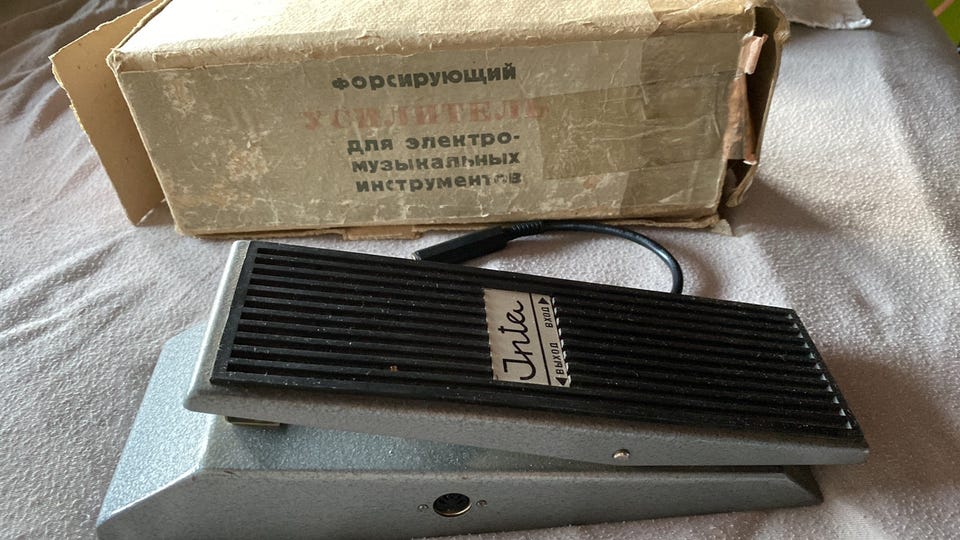 форсирующий
УСИЛИТЕЛЬ
для электро-
музыкальных
инструментов
Inta
◀ ВЫХОД ВХОД ▶